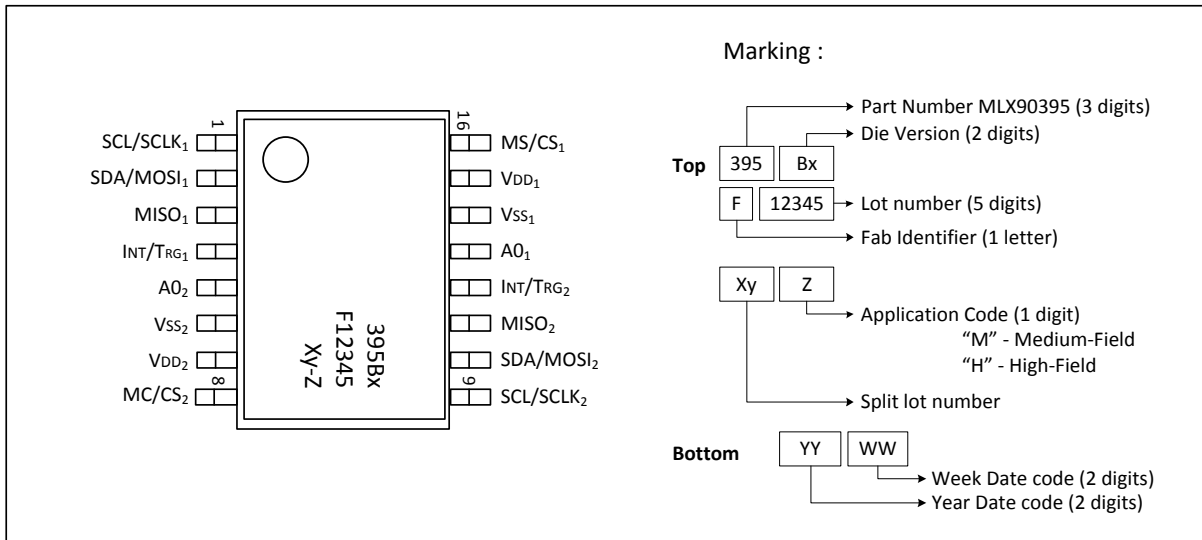 Marking :
1
SCL/SCLK₁
SDA/MOSI₁
MISO₁
INT/TRG₁
A0₂
VSS₂
VDD₂
8
MC/CS₂
16
MS/CS₁
VDD₁
VSS₁
A0₁
INT/TRG₂
MISO₂
SDA/MOSI₂
9
SCL/SCLK₂
395Bx
F12345
Xy-Z
Part Number MLX90395 (3 digits)
Die Version (2 digits)
Top 395 Bx
F 12345 Lot number (5 digits)
Fab Identifier (1 letter)
Xy Z
Application Code (1 digit)
“M” - Medium-Field
“H” - High-Field
Split lot number
Bottom YY WW
Week Date code (2 digits)
Year Date code (2 digits)